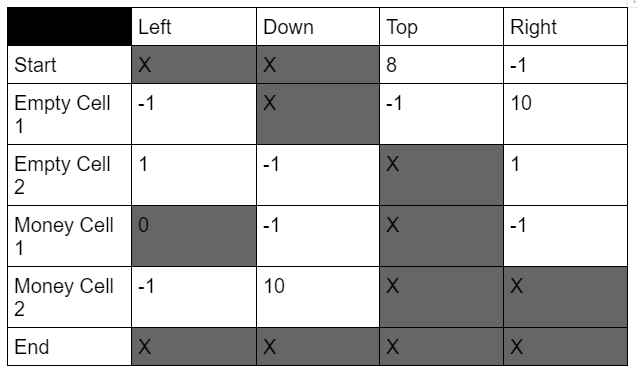 Left Down Top Right
Start X X 8 -1
Empty Cell 1 -1 X -1 10
Empty Cell 2 1 -1 X 1
Money Cell 1 0 -1 X -1
Money Cell 2 -1 10 X X
End X X X X